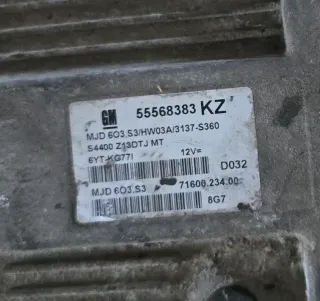 GM 55568383 KZ
MJD 6O3.S3/HW03A/3137-S360
S4400 Z13DTJ MT
6YT-KG77I 12V=
D032
MJD 6O3.S3 71600.234.00
8G7